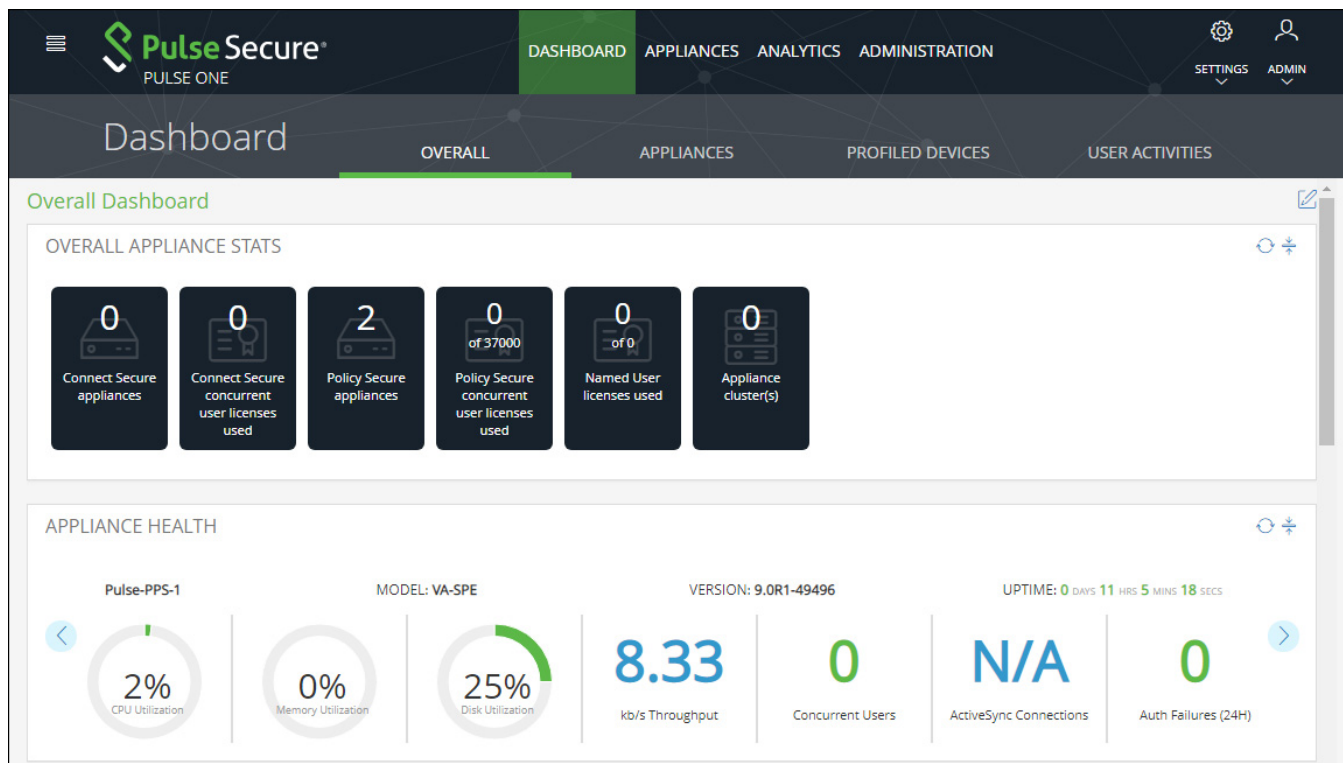 Pulse Secure®
PULSE ONE
DASHBOARD APPLIANCES ANALYTICS ADMINISTRATION
SETTINGS ADMIN
Dashboard
OVERALL APPLIANCES PROFILED DEVICES USER ACTIVITIES
Overall Dashboard
OVERALL APPLIANCE STATS
0
Connect Secure
appliances
0
Connect Secure
concurrent
user licenses
used
2
Policy Secure
appliances
0
of 37000
Policy Secure
concurrent
user licenses
used
0
of 0
Named User
licenses used
0
Appliance
cluster(s)
APPLIANCE HEALTH
Pulse-PPS-1 MODEL: VA-SPE VERSION: 9.0R1-49496 UPTIME: 0 DAYS 11 HRS 5 MINS 18 SECS
2%
CPU Utilization
0%
Memory Utilization
25%
Disk Utilization
8.33
kb/s Throughput
0
Concurrent Users
N/A
ActiveSync Connections
0
Auth Failures (24H)